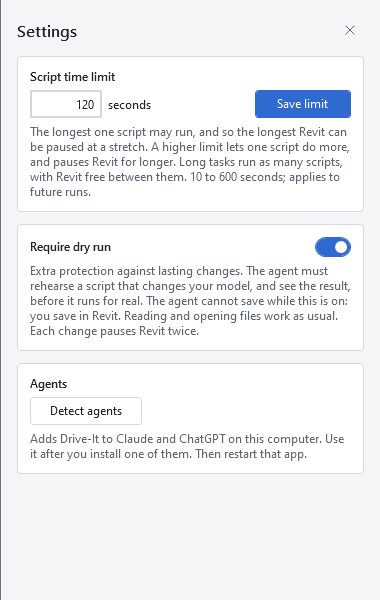 Settings
Script time limit
120 seconds Save limit
The longest one script may run, and so the longest Revit can
be paused at a stretch. A higher limit lets one script do more,
and pauses Revit for longer. Long tasks run as many scripts,
with Revit free between them. 10 to 600 seconds; applies to
future runs.
Require dry run
Extra protection against lasting changes. The agent must
rehearse a script that changes your model, and see the result,
before it runs for real. The agent cannot save while this is on:
you save in Revit. Reading and opening files work as usual.
Each change pauses Revit twice.
Agents
Detect agents
Adds Drive-It to Claude and ChatGPT on this computer. Use
it after you install one of them. Then restart that app.